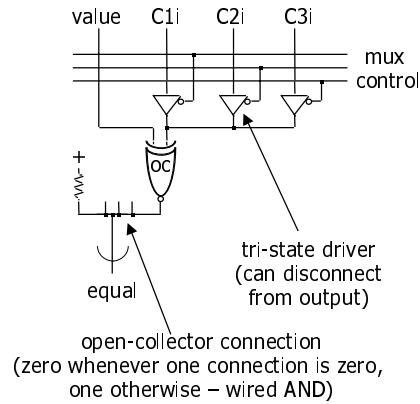 value C1i C2i C3i
mux
control
OC
+
equal
tri-state driver
(can disconnect
from output)
open-collector connection
(zero whenever one connection is zero,
one otherwise – wired AND)